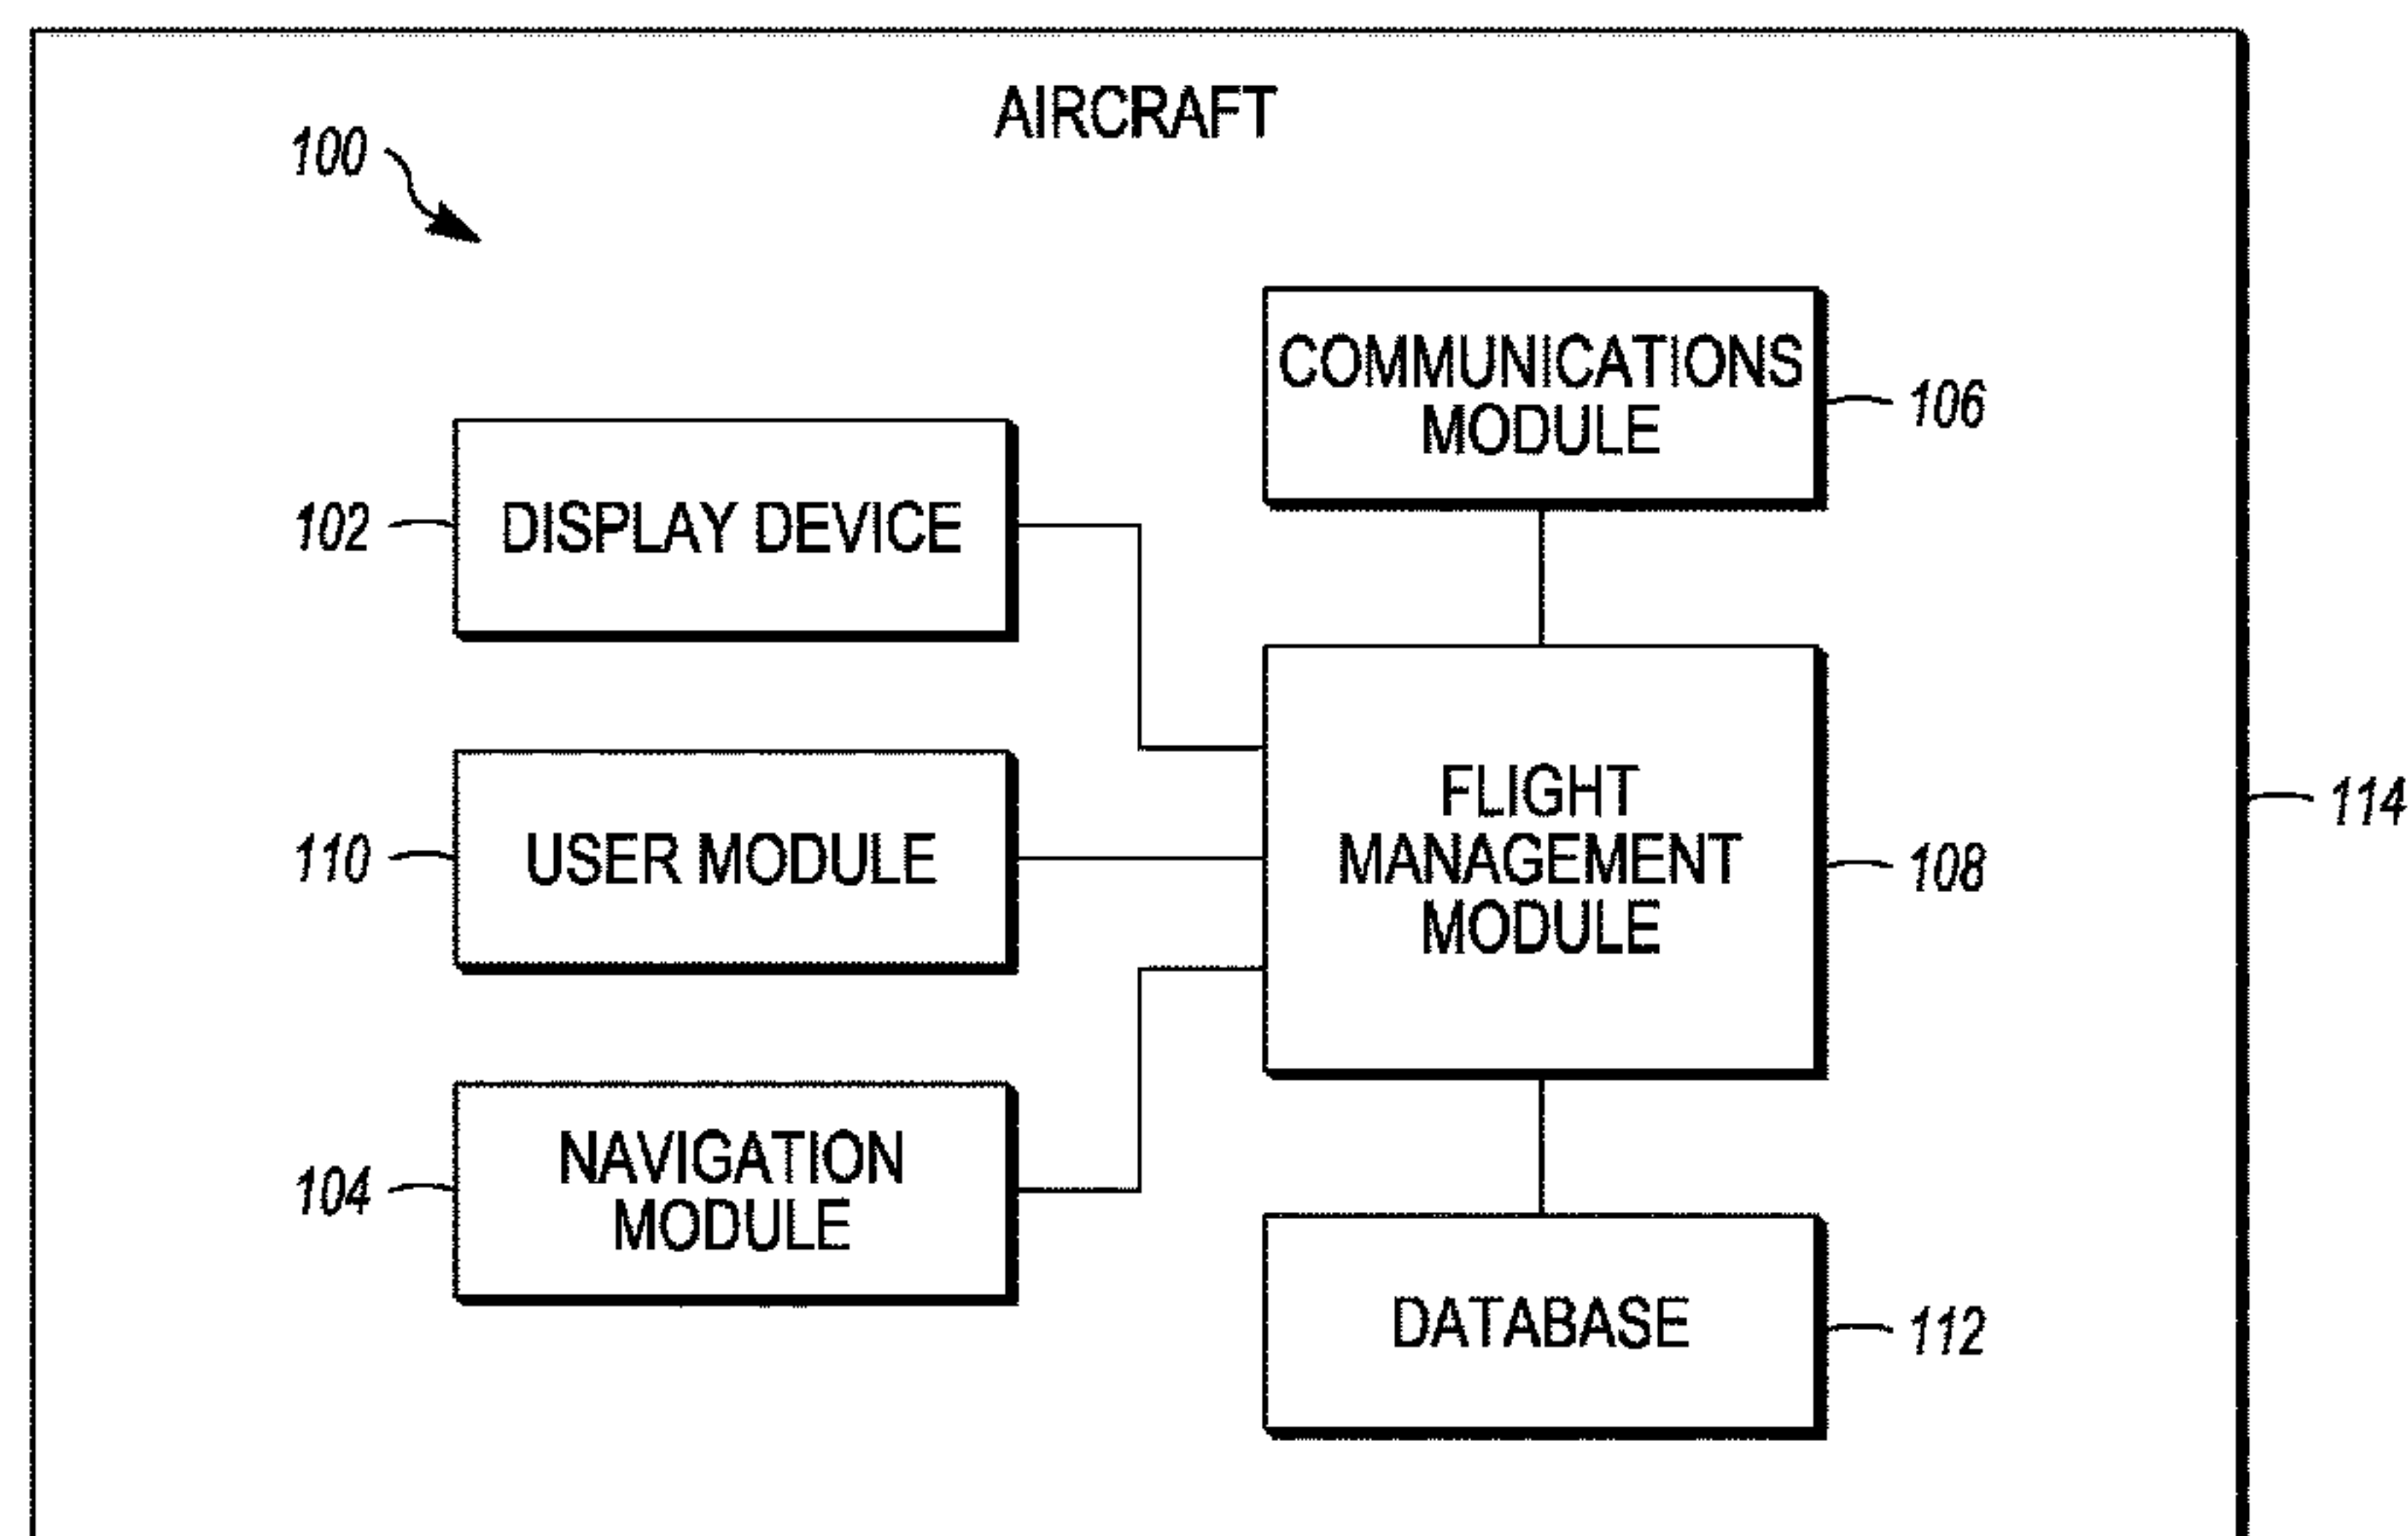 AIRCRAFT
100
COMMUNICATIONS
MODULE
106
102
DISPLAY DEVICE
110
USER MODULE
FLIGHT
MANAGEMENT
MODULE
108
114
104
NAVIGATION
MODULE
DATABASE
112